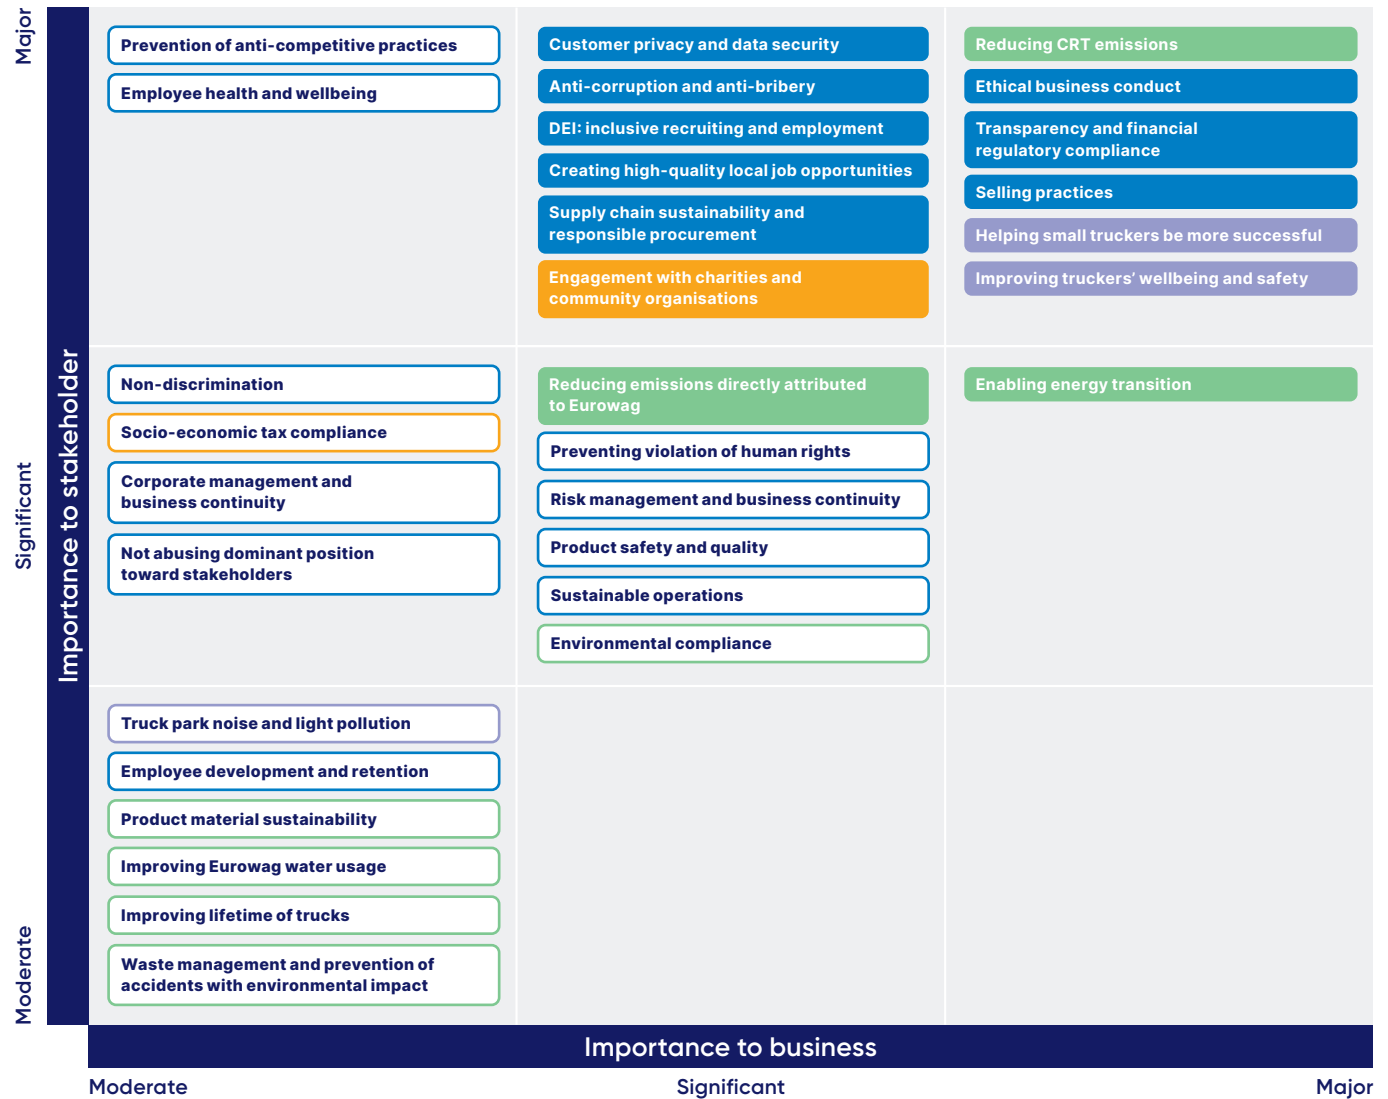 Major
Significant
Moderate
Importance to stakeholder
Prevention of anti-competitive practices
Employee health and wellbeing
Customer privacy and data security
Anti-corruption and anti-bribery
DEI: inclusive recruiting and employment
Creating high-quality local job opportunities
Supply chain sustainability and
responsible procurement
Engagement with charities and
community organisations
Reducing CRT emissions
Ethical business conduct
Transparency and financial
regulatory compliance
Selling practices
Helping small truckers be more successful
Improving truckers’ wellbeing and safety
Non-discrimination
Socio-economic tax compliance
Corporate management and
business continuity
Not abusing dominant position
toward stakeholders
Reducing emissions directly attributed
to Eurowag
Preventing violation of human rights
Risk management and business continuity
Product safety and quality
Sustainable operations
Environmental compliance
Enabling energy transition
Truck park noise and light pollution
Employee development and retention
Product material sustainability
Improving Eurowag water usage
Improving lifetime of trucks
Waste management and prevention of
accidents with environmental impact
Importance to business
Moderate
Significant
Major